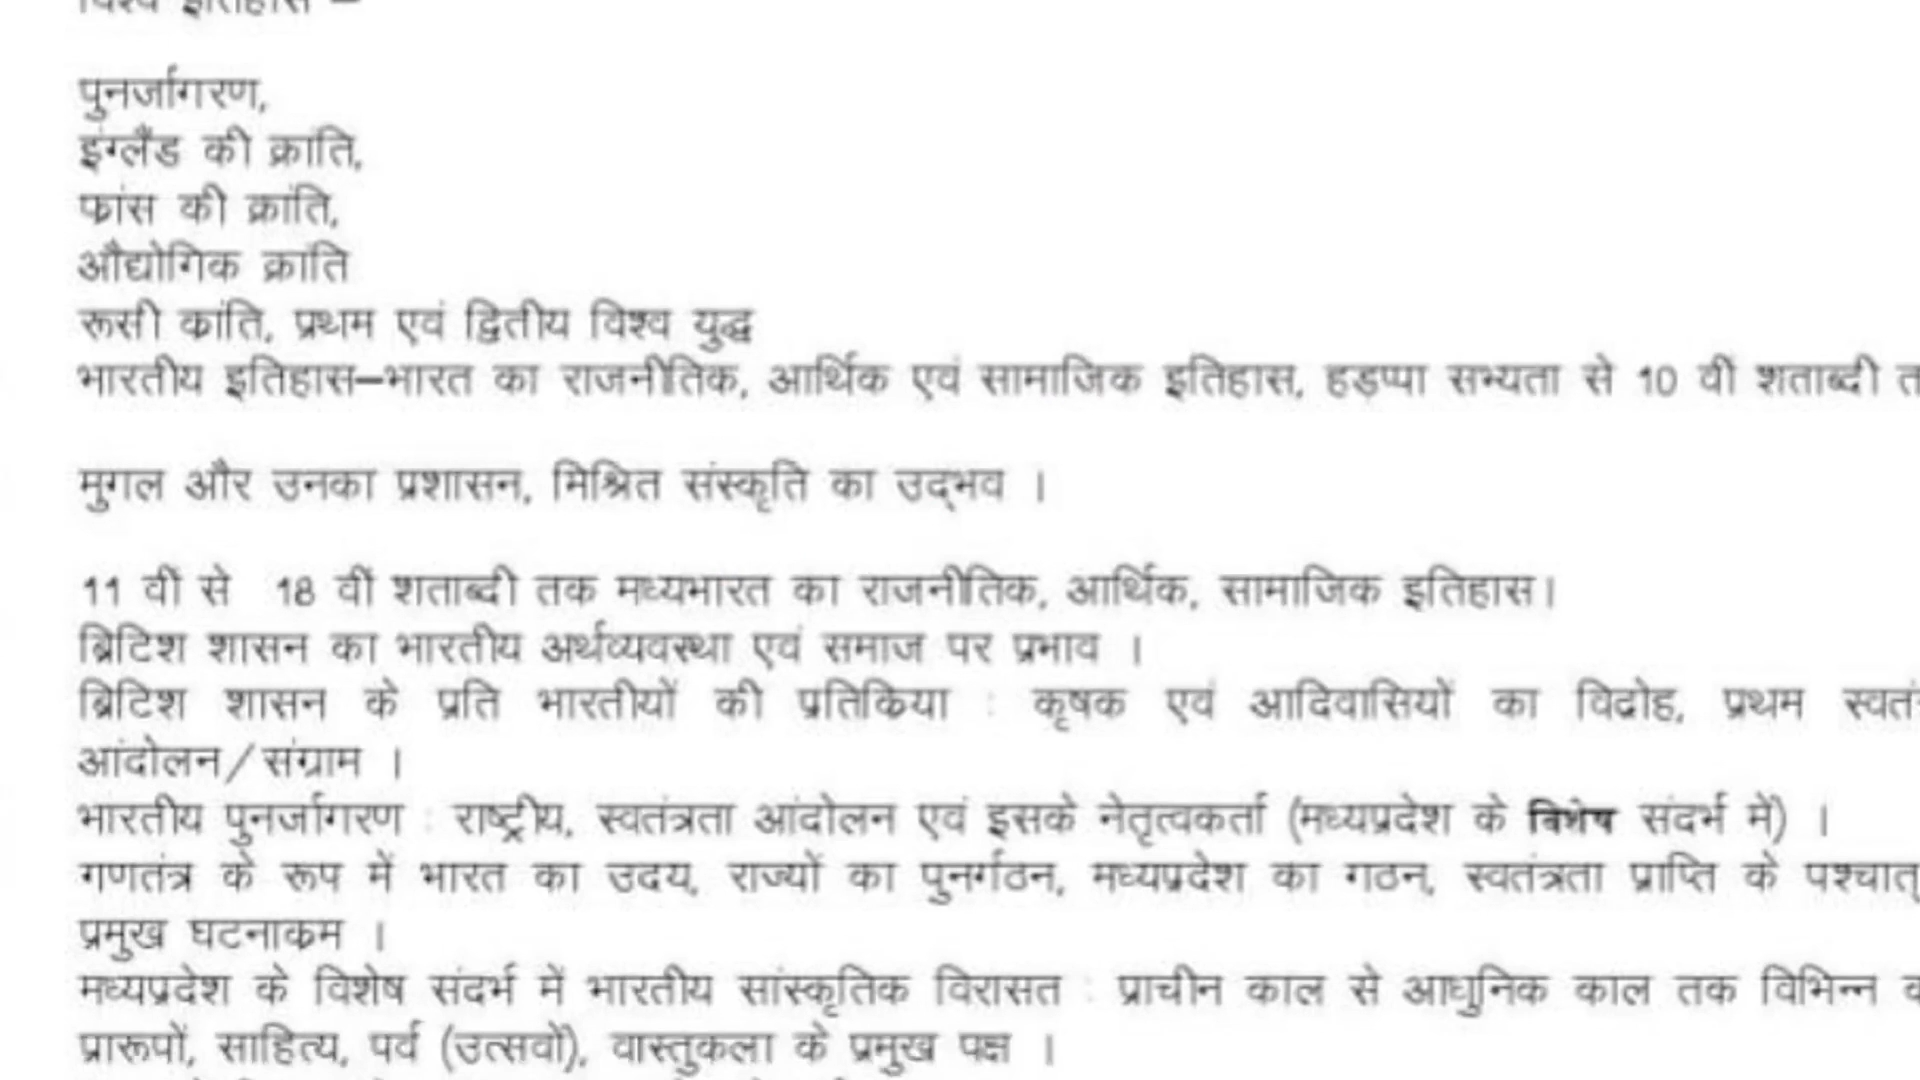 विश्व इतिहास –
पुनर्जागरण,
इंग्लैंड की क्रांति,
फ्रांस की क्रांति,
औद्योगिक क्रांति
रूसी कांति, प्रथम एवं द्वितीय विश्व युद्ध
भारतीय इतिहास–भारत का राजनीतिक, आर्थिक एवं सामाजिक इतिहास, हड़प्पा सभ्यता से 10 वीं शताब्दी
मुगल और उनका प्रशासन, मिश्रित संस्कृति का उद्भव ।
11 वीं से 18 वीं शताब्दी तक मध्यभारत का राजनीतिक, आर्थिक, सामाजिक इतिहास।
ब्रिटिश शासन का भारतीय अर्थव्यवस्था एवं समाज पर प्रभाव ।
ब्रिटिश शासन के प्रति भारतीयों की प्रतिकिया : कृषक एवं आदिवासियों का विद्रोह, प्रथम
आंदोलन/संग्राम ।
भारतीय पुनर्जागरण : राष्ट्रीय, स्वतंत्रता आंदोलन एवं इसके नेतृत्वकर्ता (मध्यप्रदेश के विशेष संदर्भ में) ।
गणतंत्र के रूप में भारत का उदय, राज्यों का पुनर्गठन, मध्यप्रदेश का गठन, स्वतंत्रता प्राप्ति के पश्चात्
प्रमुख घटनाकम ।
मध्यप्रदेश के विशेष संदर्भ में भारतीय सांस्कृतिक विरासत : प्राचीन काल से आधुनिक काल तक विभिन्न
प्रारूपों, साहित्य, पर्व (उत्सवों), वास्तुकला के प्रमुख पक्ष ।